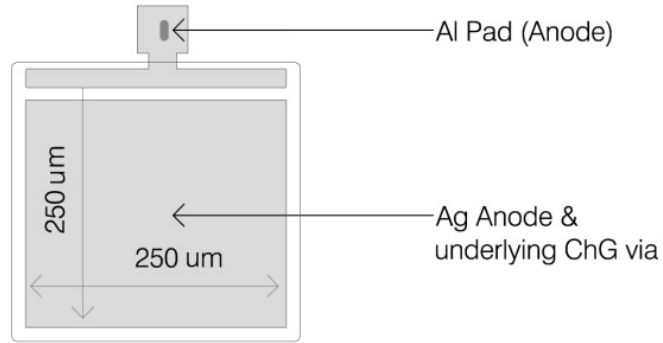 Al Pad (Anode)
250 um
Ag Anode &
underlying ChG via
250 um